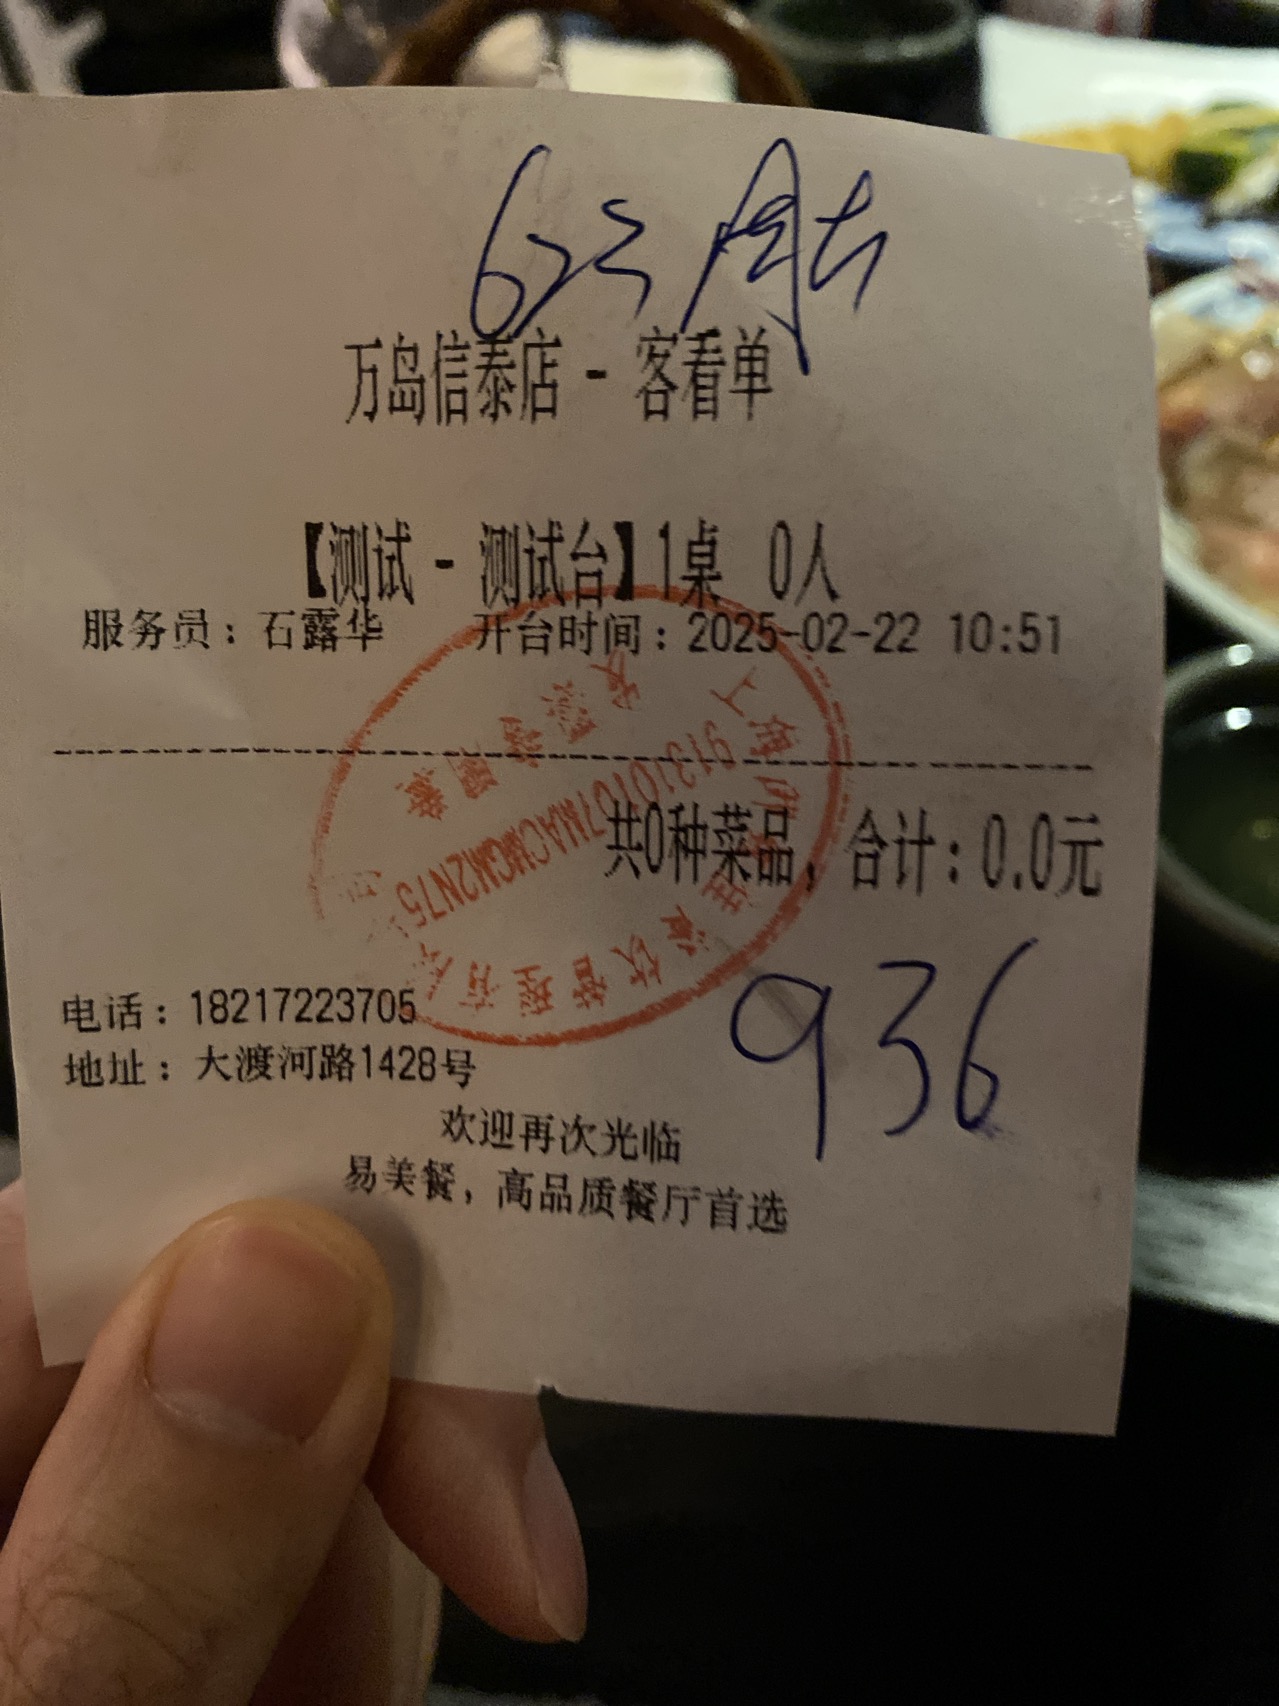 623
万岛信泰店 - 客看单
【测试 - 测试台】1桌 0人
服务员：石露华 开台时间：2025-02-22 10:51
共0种菜品，合计：0.0元
91310107MACMGM2N75
936
电话：18217223705
地址：大渡河路1428号
欢迎再次光临
易美餐，高品质餐厅首选